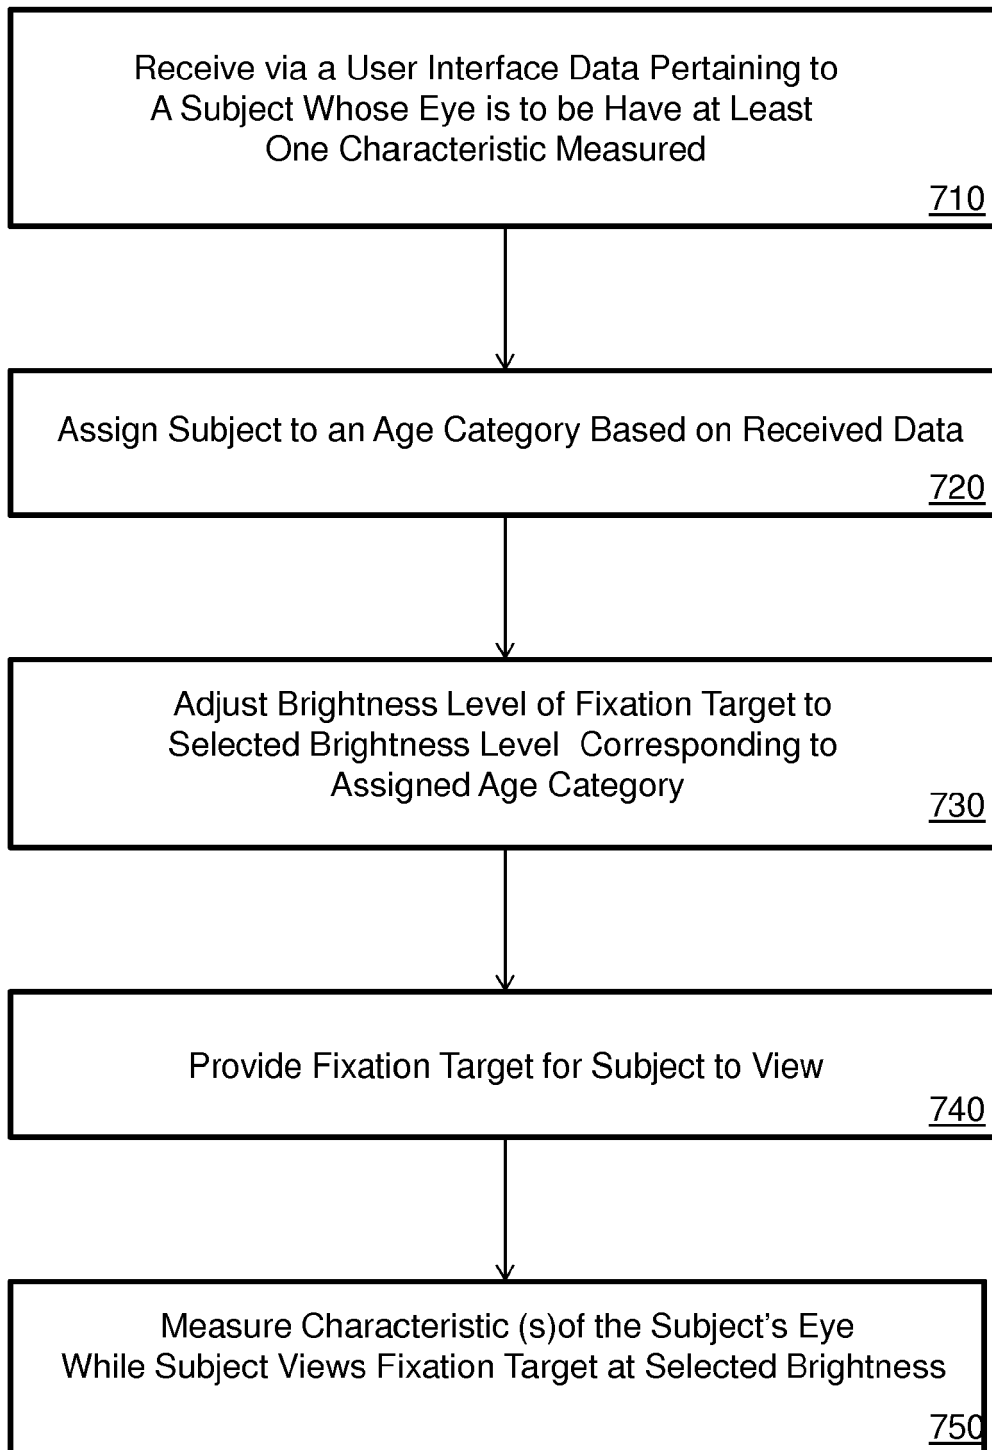 Receive via a User Interface Data Pertaining to
A Subject Whose Eye is to be Have at Least
One Characteristic Measured
710
Assign Subject to an Age Category Based on Received Data
720
Adjust Brightness Level of Fixation Target to
Selected Brightness Level  Corresponding to
Assigned Age Category
730
Provide Fixation Target for Subject to View
740
Measure Characteristic (s)of the Subject's Eye
While Subject Views Fixation Target at Selected Brightness
750